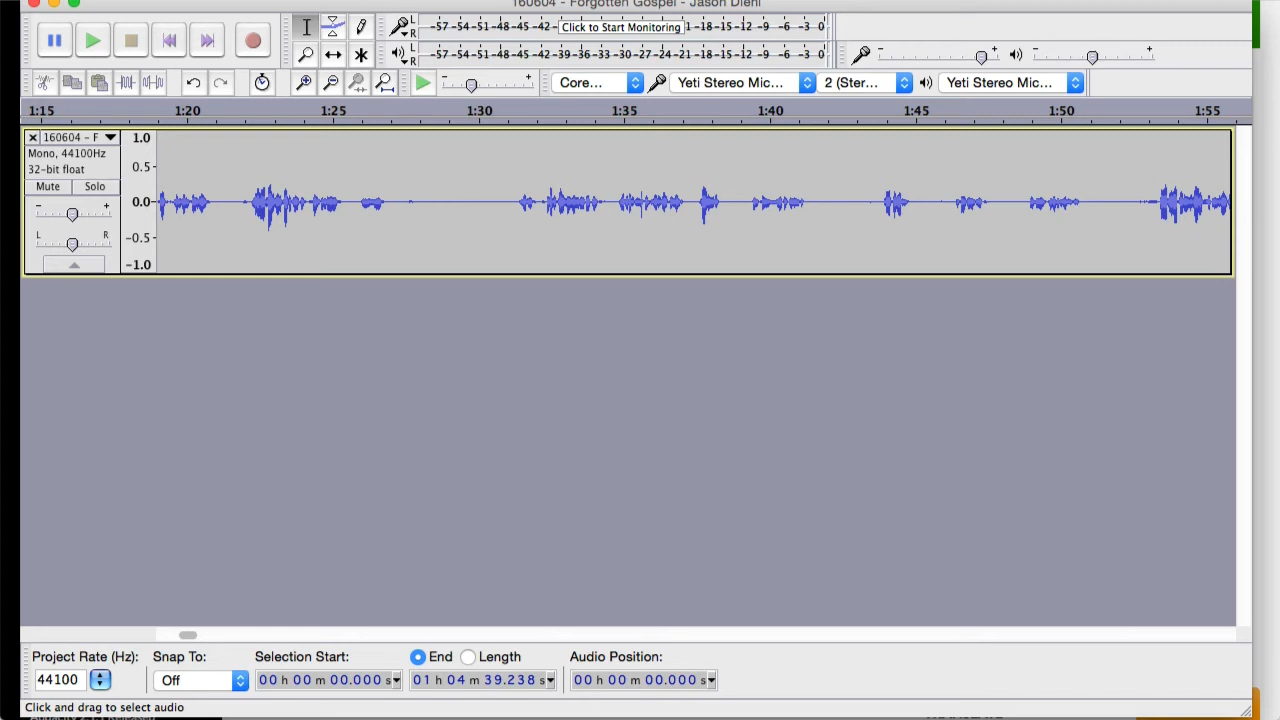 160604 - Forgotten Gospel - Jason Diehl
L R -57 -54 -51 -48 -45 -42 Click to Start Monitoring 1 -18 -15 -12 -9 -6 -3 0
L R -57 -54 -51 -48 -45 -42 -39 -36 -33 -30 -27 -24 -21 -18 -15 -12 -9 -6 -3 0
- + - +
- + Core... Yeti Stereo Mic... 2 (Ster... Yeti Stereo Mic...
1:15 1:20 1:25 1:30 1:35 1:40 1:45 1:50 1:55
160604 - F 1.0
Mono, 44100Hz
32-bit float 0.5-
Mute Solo
- + 0.0-
L R -0.5-
-1.0
Project Rate (Hz): Snap To: Selection Start: End Length Audio Position:
44100 Off 00 h 00 m 00.000 s 01 h 04 m 39.238 s 00 h 00 m 00.000 s
Click and drag to select audio